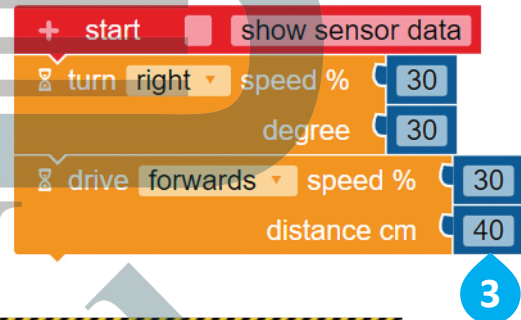 + start show sensor data
turn right speed % 30
degree 30
drive forwards speed % 30
distance cm 40
3